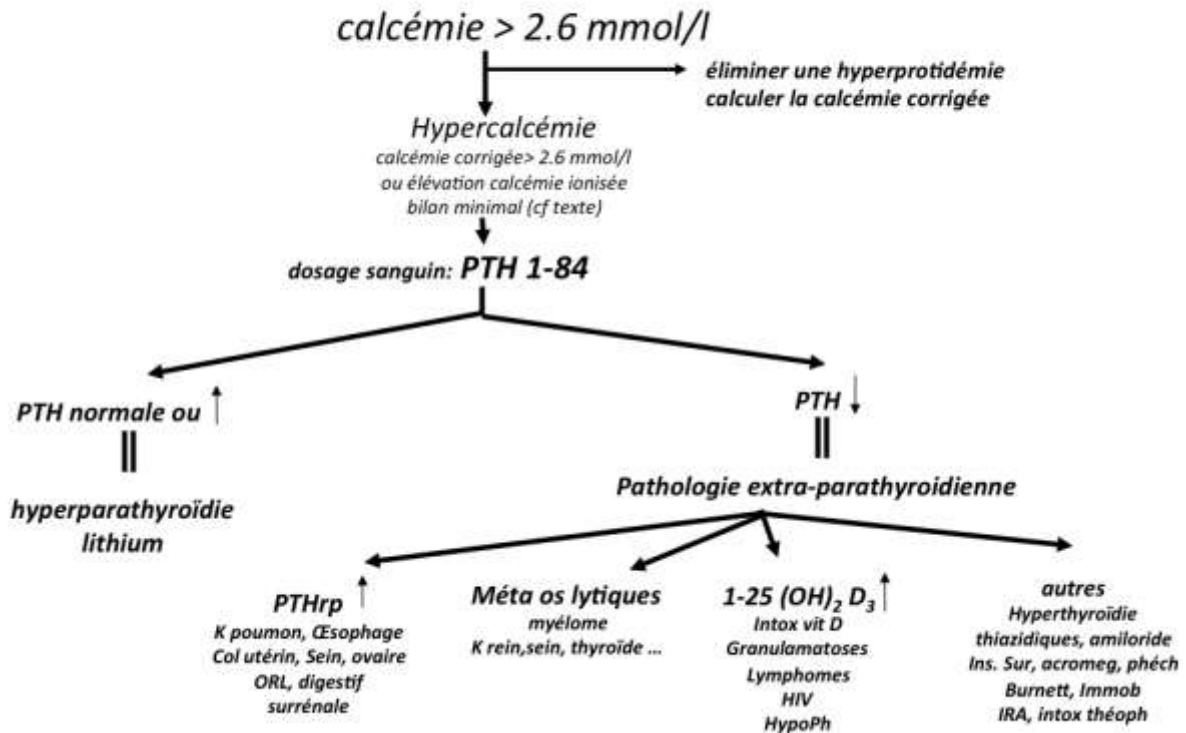 calcémie > 2.6 mmol/l
éliminer une hyperprotidémie
calculer la calcémie corrigée
Hypercalcémie
calcémie corrigée> 2.6 mmol/l
ou élévation calcémie ionisée
bilan minimal (cf texte)
dosage sanguin: PTH 1-84
PTH normale ou ↑
PTH ↓
hyperparathyroïdie
lithium
Pathologie extra-parathyroidienne
PTHrp ↑
K poumon, Œsophage
Col utérin, Sein, ovaire
ORL, digestif
surrénale
Méta os lytiques
myélome
K rein,sein, thyroïde ...
1-25 (OH)₂ D₃ ↑
Intox vit D
Granulamatoses
Lymphomes
HIV
HypoPh
autres
Hyperthyroïdie
thiazidiques, amiloride
Ins. Sur, acromeg, phéch
Burnett, Immob
IRA, intox théoph